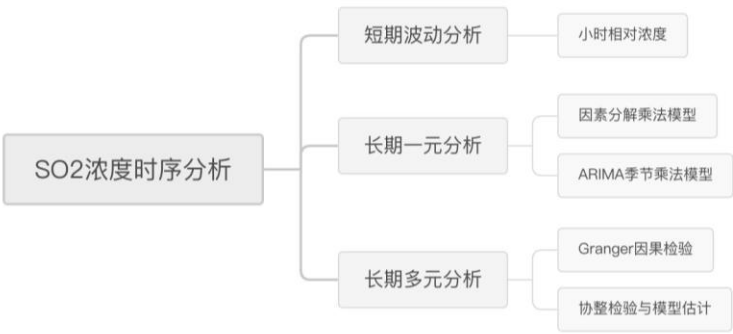 SO2浓度时序分析
短期波动分析
小时相对浓度
长期一元分析
因素分解乘法模型
ARIMA季节乘法模型
长期多元分析
Granger因果检验
协整检验与模型估计